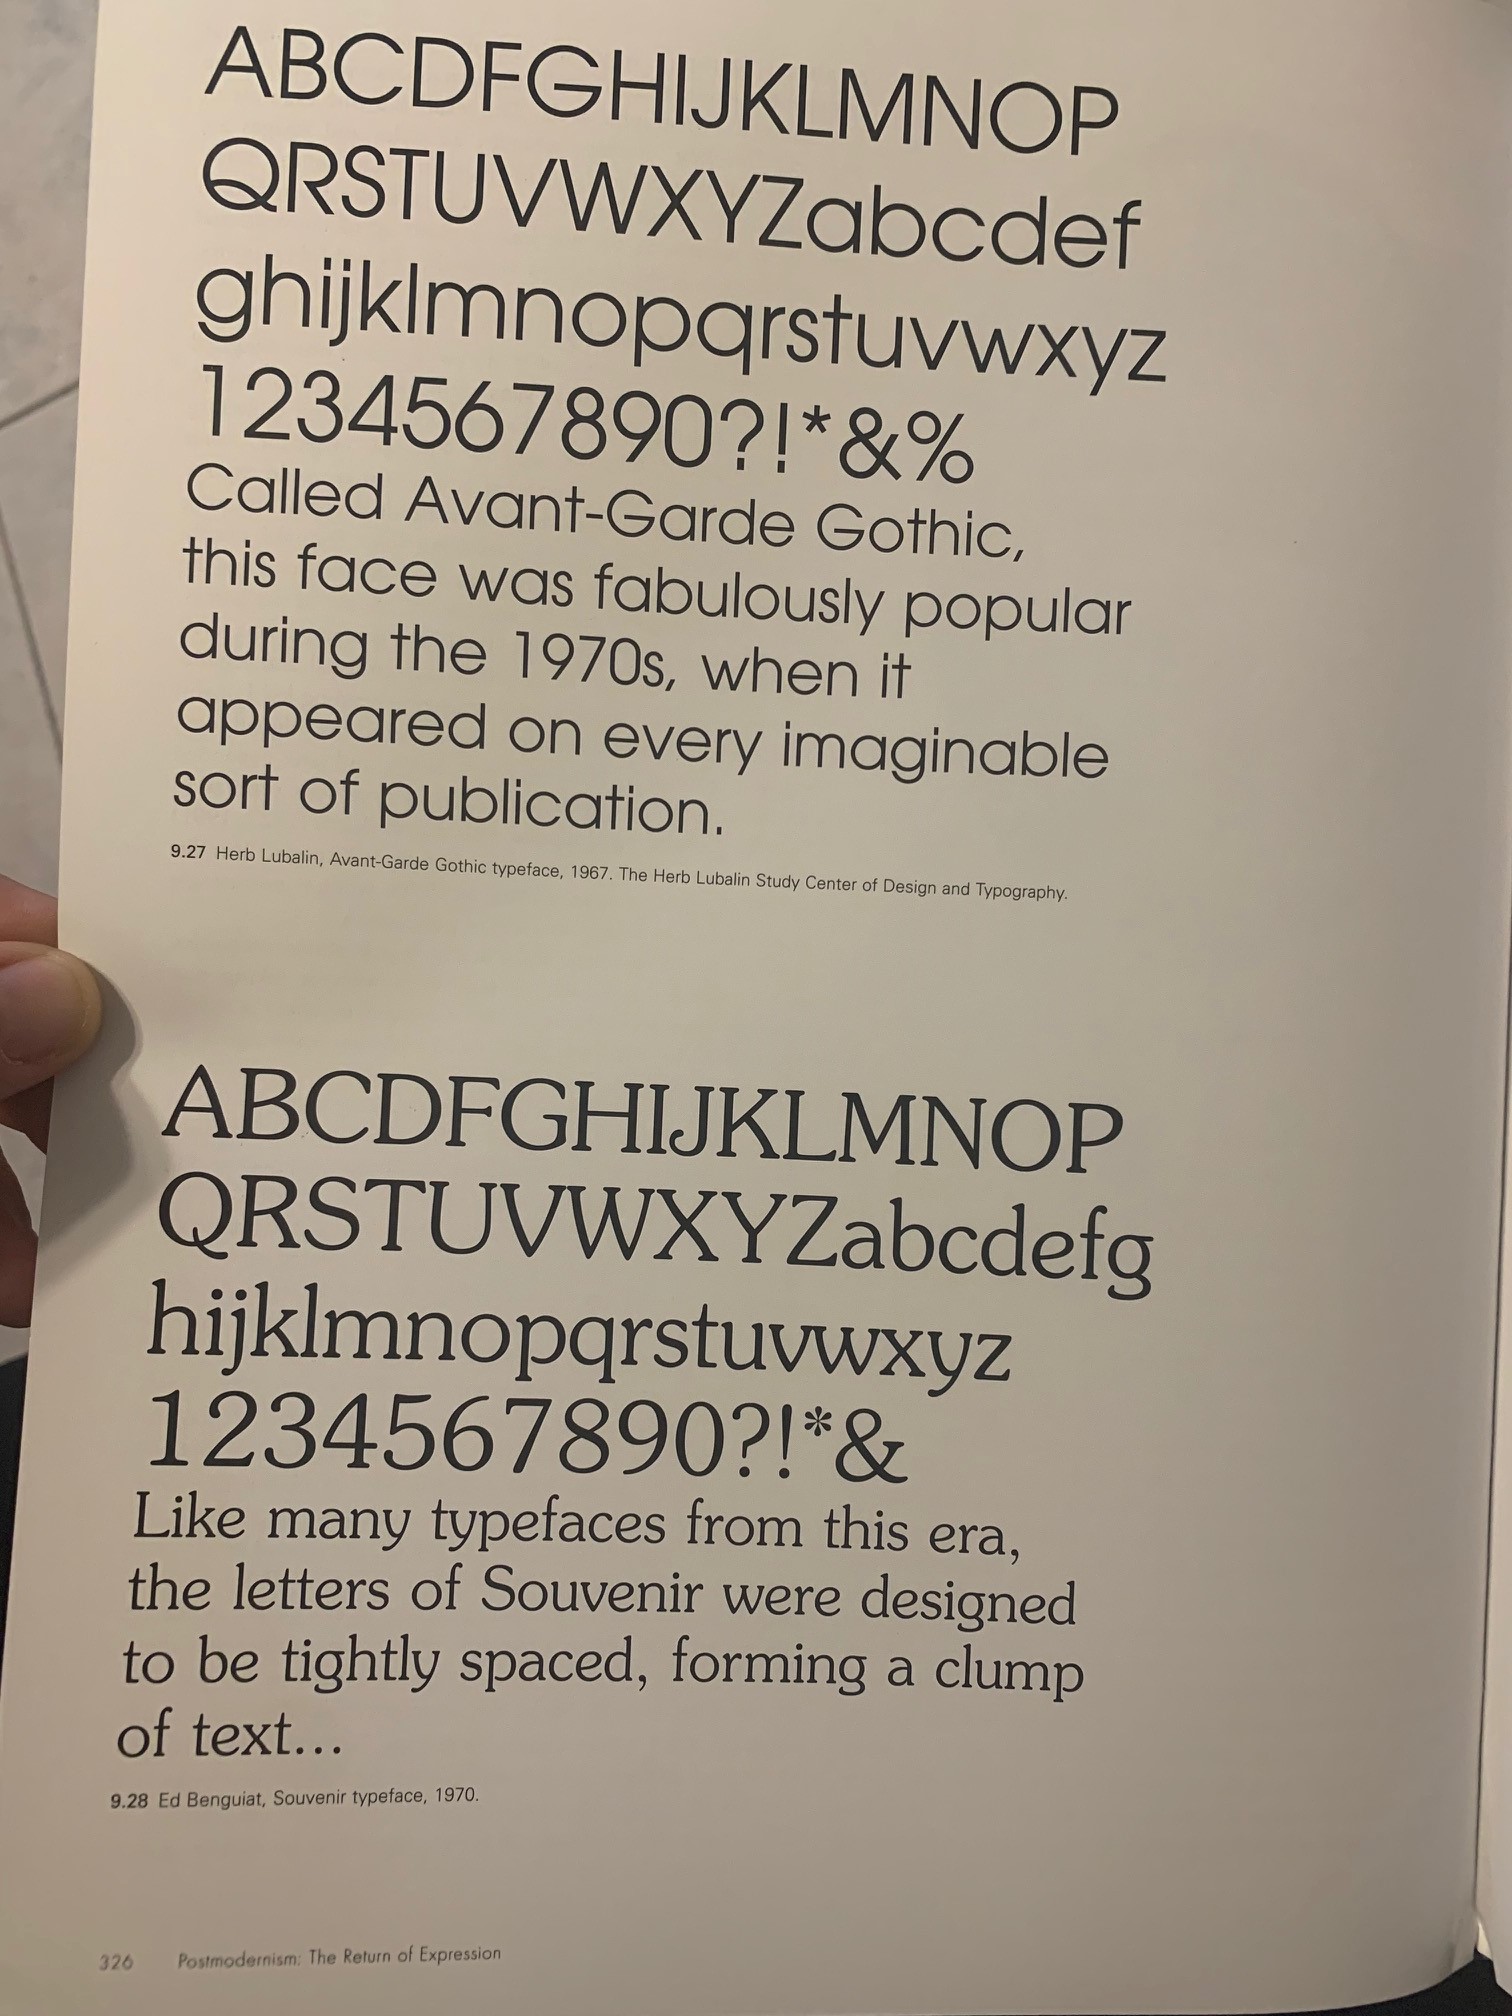 ABCDFGHIJKLMNOP
QRSTUVWXYZabcdef
ghijklmnopqrstuvwxyz
1234567890?!*&%
Called Avant-Garde Gothic,
this face was fabulously popular
during the 1970s, when it
appeared on every imaginable
sort of publication.
9.27 Herb Lubalin, Avant-Garde Gothic typeface, 1967. The Herb Lubalin Study Center of Design and Typography.
ABCDFGHIJKLMNOP
QRSTUVWXYZabcdefg
hijklmnopqrstuvwxyz
1234567890?!*&
Like many typefaces from this era,
the letters of Souvenir were designed
to be tightly spaced, forming a clump
of text...
9.28 Ed Benguiat, Souvenir typeface, 1970.
326 Postmodernism: The Return of Expression